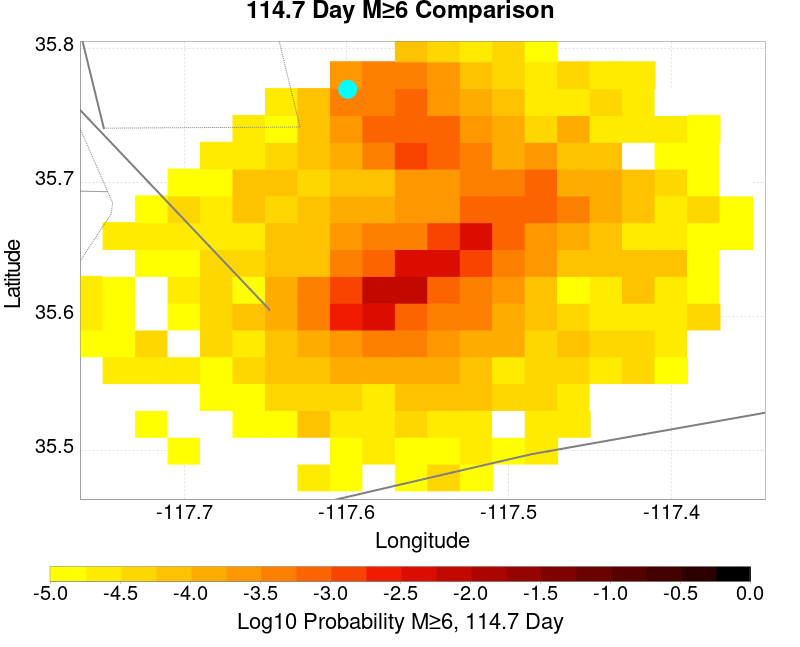 114.7 Day M≥6 Comparison
35.8
35.7
35.6
35.5
Latitude
-117.7 -117.6 -117.5 -117.4
Longitude
-5.0 -4.5 -4.0 -3.5 -3.0 -2.5 -2.0 -1.5 -1.0 -0.5 0.0
Log10 Probability M≥6, 114.7 Day